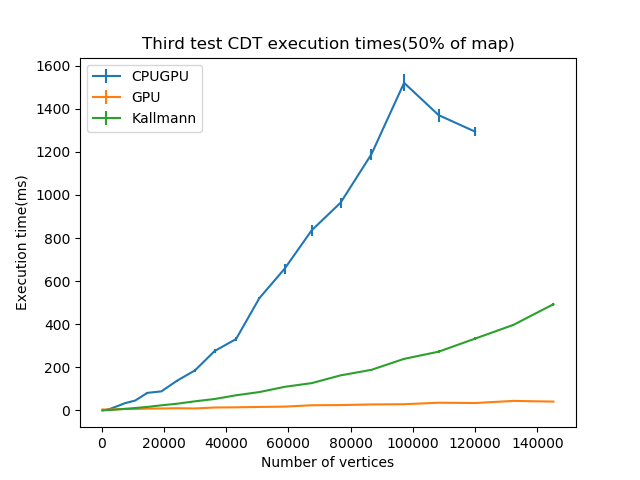 Third test CDT execution times(50% of map)
CPUGPU
GPU
Kallmann
1600
1400
1200
1000
800
600
400
200
0
Execution time(ms)
0 20000 40000 60000 80000 100000 120000 140000
Number of vertices